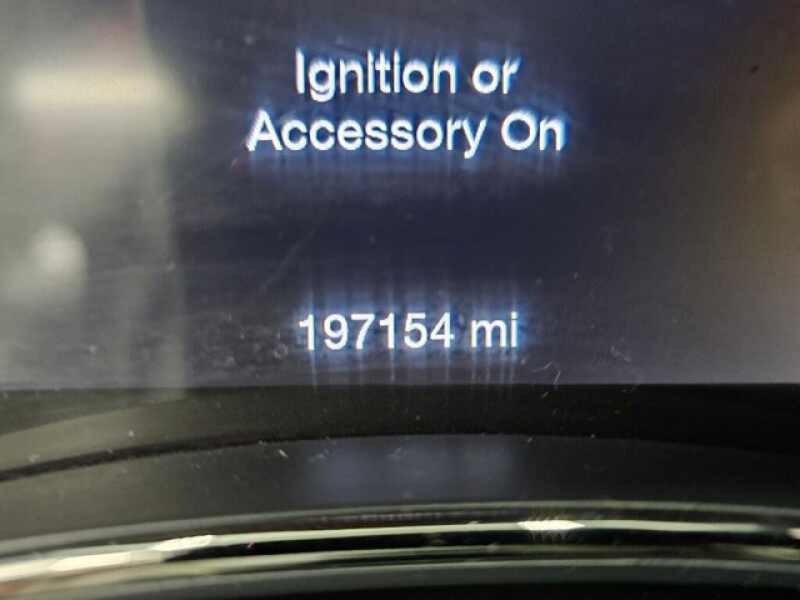 Ignition or
Accessory On
197154 mi